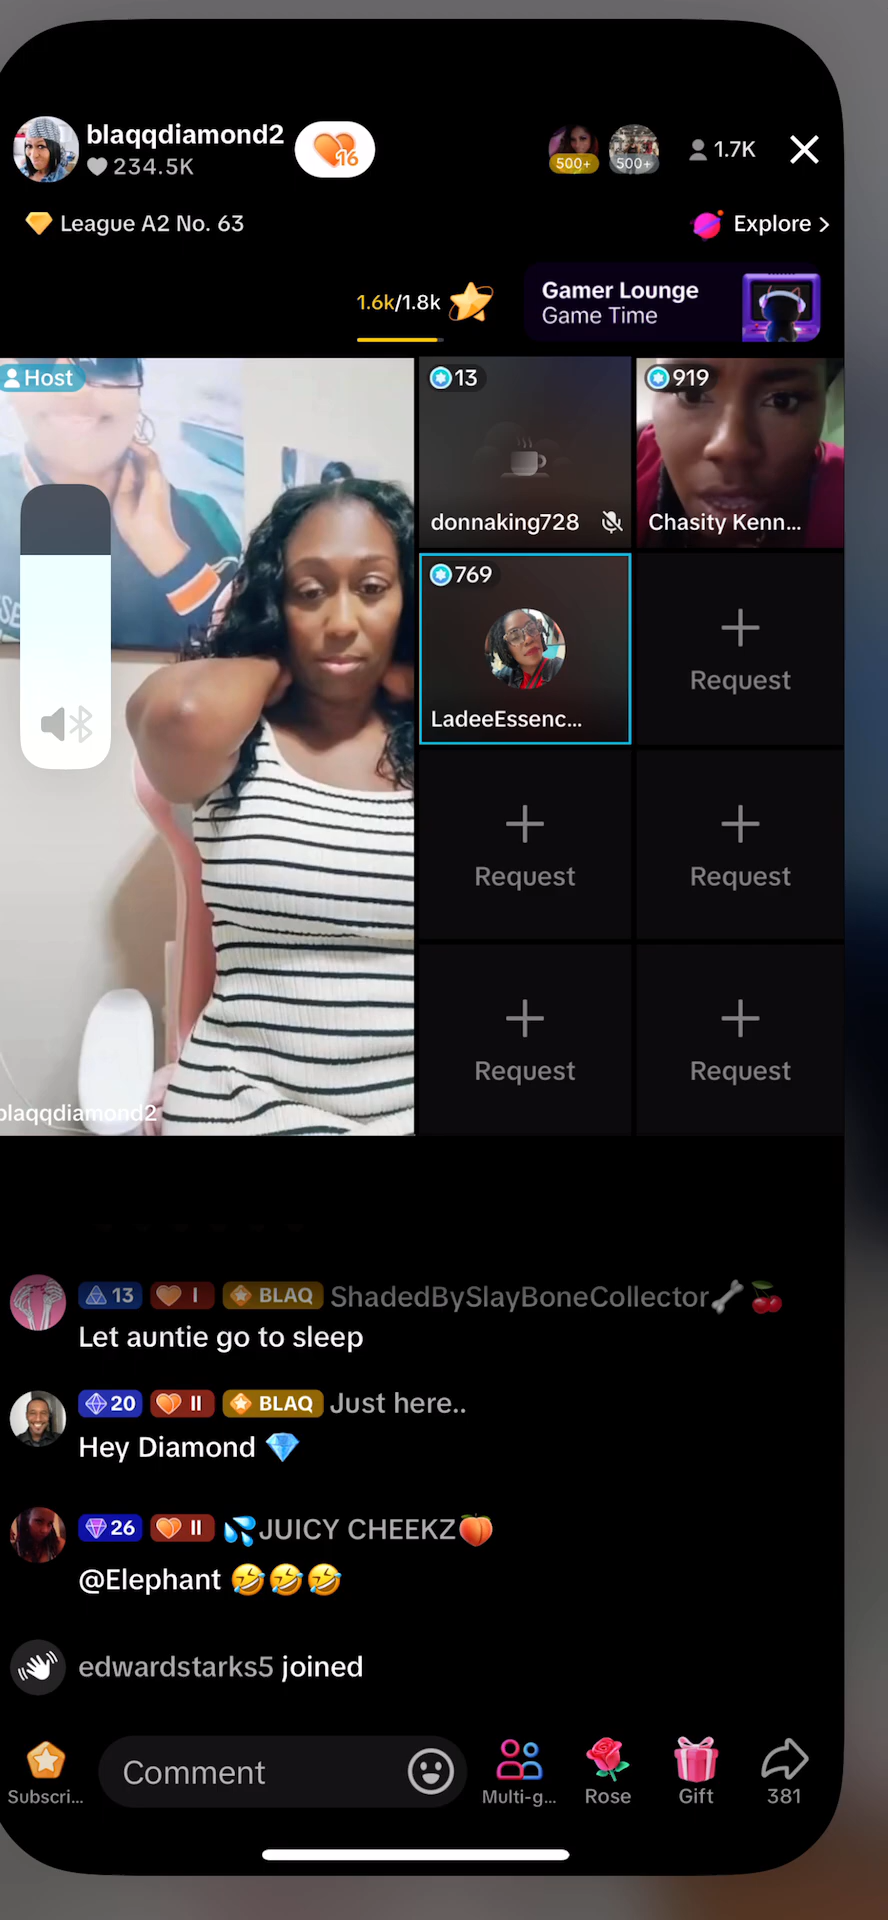 blaqqdiamond2
16
234.5K
500+
500+
1.7K
League A2 No. 63
Explore >
1.6k/1.8k
Gamer Lounge
Game Time
Host
13
donnaking728
919
Chasity Kenn...
769
LadeeEssenc...
Request
Request
Request
Request
Request
blaqqdiamond2
13 I BLAQ ShadedBySlayBoneCollector🦴🍒
Let auntie go to sleep
20 II BLAQ Just here..
Hey Diamond 💎
26 II 💦JUICY CHEEKZ🍑
@Elephant 🤣🤣🤣
edwardstarks5 joined
Comment
Subscri...
Multi-g...
Rose
Gift
381